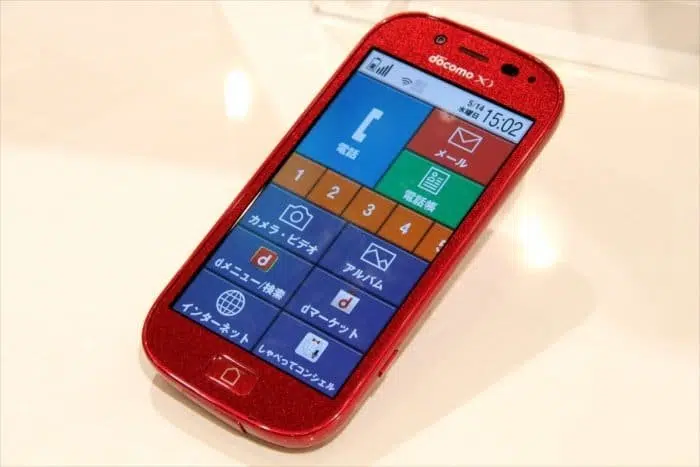 döcomo Xi
5/14
水曜日 15:02
電話
メール
電話帳
1 2 3 4 5
カメラ・ビデオ
アルバム
dメニュー/検索
dマーケット
インターネット
しゃべってコンシェル